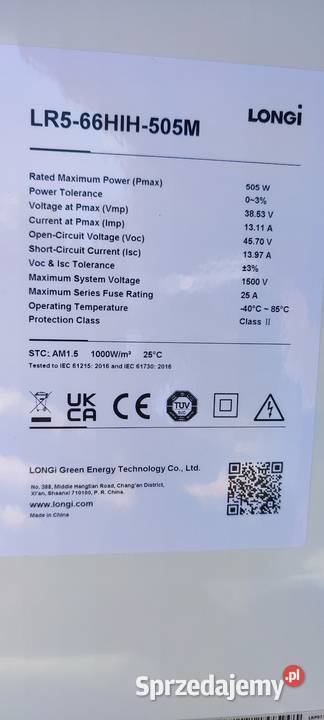 LR5-66HIH-505M
LONGi
Rated Maximum Power (Pmax) 505 W
Power Tolerance 0~3%
Voltage at Pmax (Vmp) 38.53 V
Current at Pmax (Imp) 13.11 A
Open-Circuit Voltage (Voc) 45.70 V
Short-Circuit Current (Isc) 13.97 A
Voc & Isc Tolerance ±3%
Maximum System Voltage 1500 V
Maximum Series Fuse Rating 25 A
Operating Temperature -40°C ~ 85°C
Protection Class Class II
STC: AM1.5 1000W/m² 25°C
Tested to IEC 61215: 2016 and IEC 61730: 2016
UK CA CE TUV
LONGi Green Energy Technology Co., Ltd.
No. 388, Middle Hangtian Road, Chang'an District,
Xi'an, Shaanxi 710100, P. R. China.
www.longi.com
Made in China
Sprzedajemy.pl